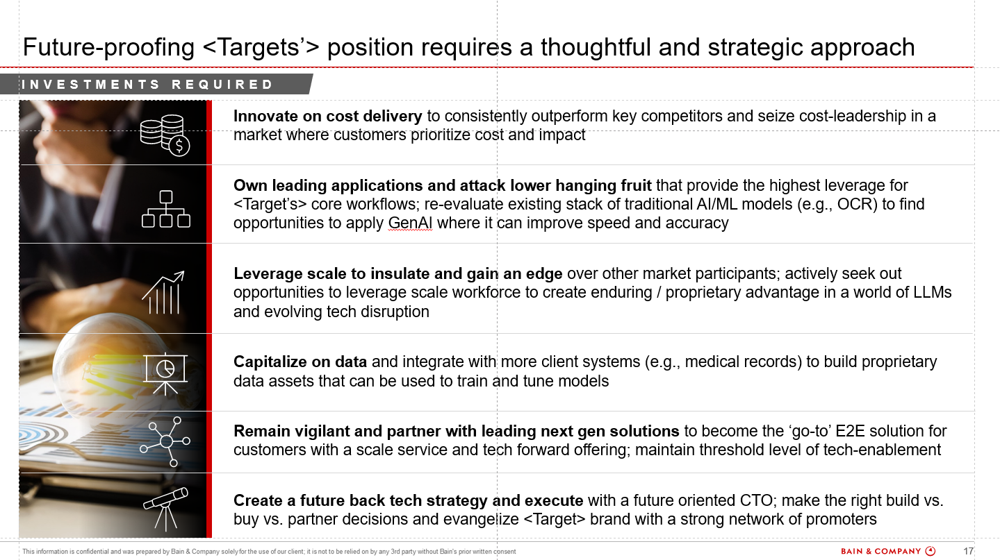 Future-proofing <Targets’> position requires a thoughtful and strategic approach
INVESTMENTS REQUIRED
Innovate on cost delivery to consistently outperform key competitors and seize cost-leadership in a
market where customers prioritize cost and impact
Own leading applications and attack lower hanging fruit that provide the highest leverage for
<Target’s> core workflows; re-evaluate existing stack of traditional AI/ML models (e.g., OCR) to find
opportunities to apply GenAI where it can improve speed and accuracy
Leverage scale to insulate and gain an edge over other market participants; actively seek out
opportunities to leverage scale workforce to create enduring / proprietary advantage in a world of LLMs
and evolving tech disruption
Capitalize on data and integrate with more client systems (e.g., medical records) to build proprietary
data assets that can be used to train and tune models
Remain vigilant and partner with leading next gen solutions to become the ‘go-to’ E2E solution for
customers with a scale service and tech forward offering; maintain threshold level of tech-enablement
Create a future back tech strategy and execute with a future oriented CTO; make the right build vs.
buy vs. partner decisions and evangelize <Target> brand with a strong network of promoters
This information is confidential and was prepared by Bain & Company solely for the use of our client; it is not to be relied on by any 3rd party without Bain's prior written consent
BAIN & COMPANY
17